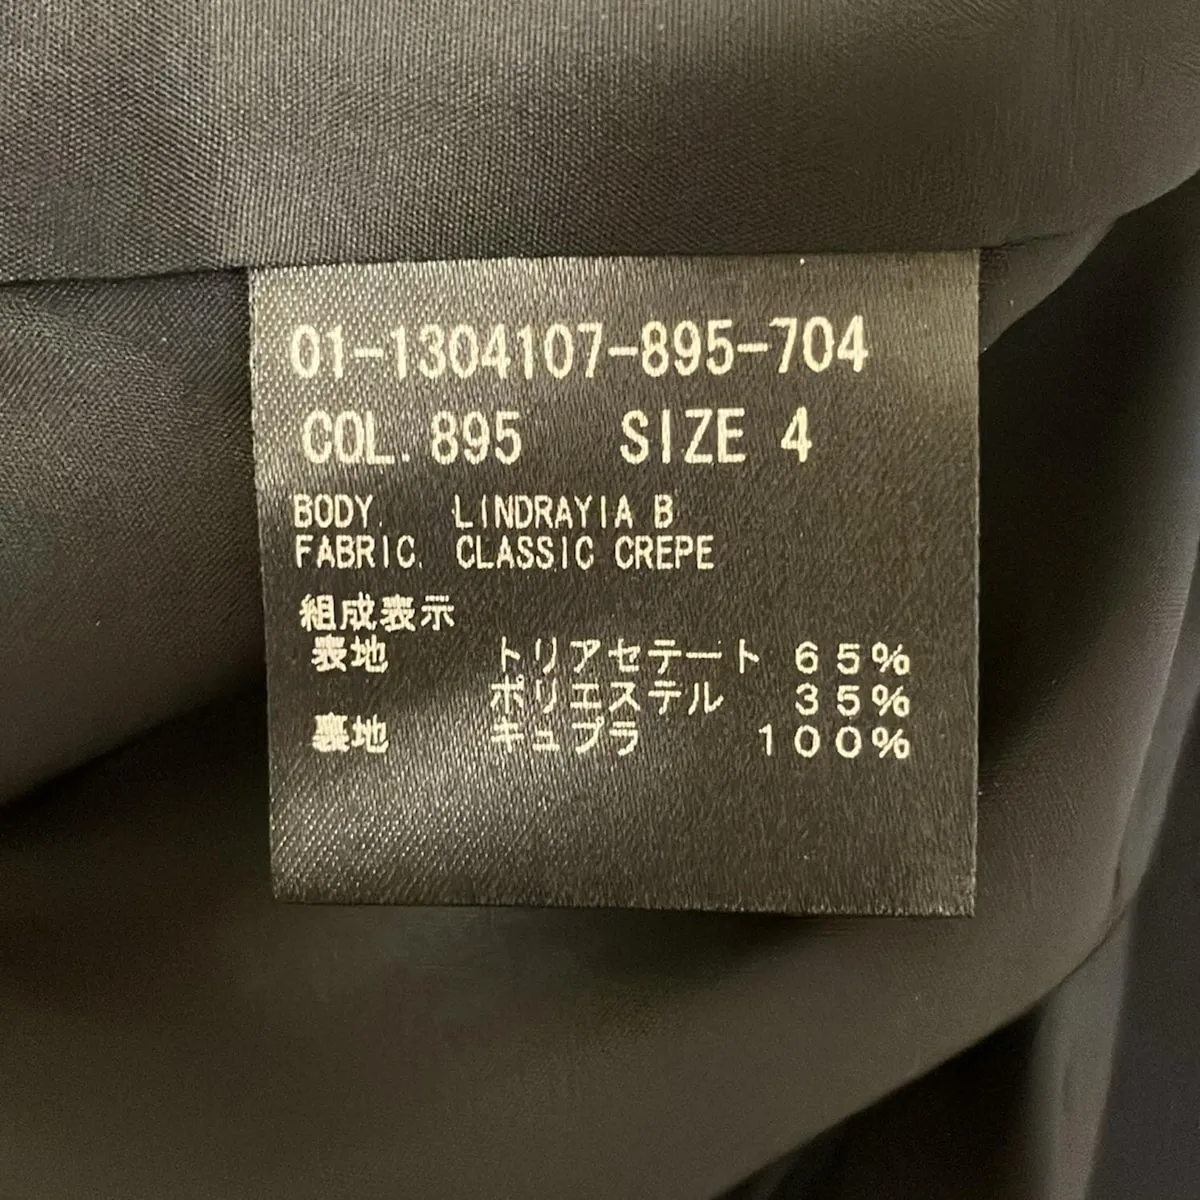 01-1304107-895-704
COL. 895 SIZE 4
BODY. LINDRAYIA B
FABRIC. CLASSIC CREPE
組成表示
表地 トリアセテート 65%
ポリエステル 35%
裏地 キュプラ 100%